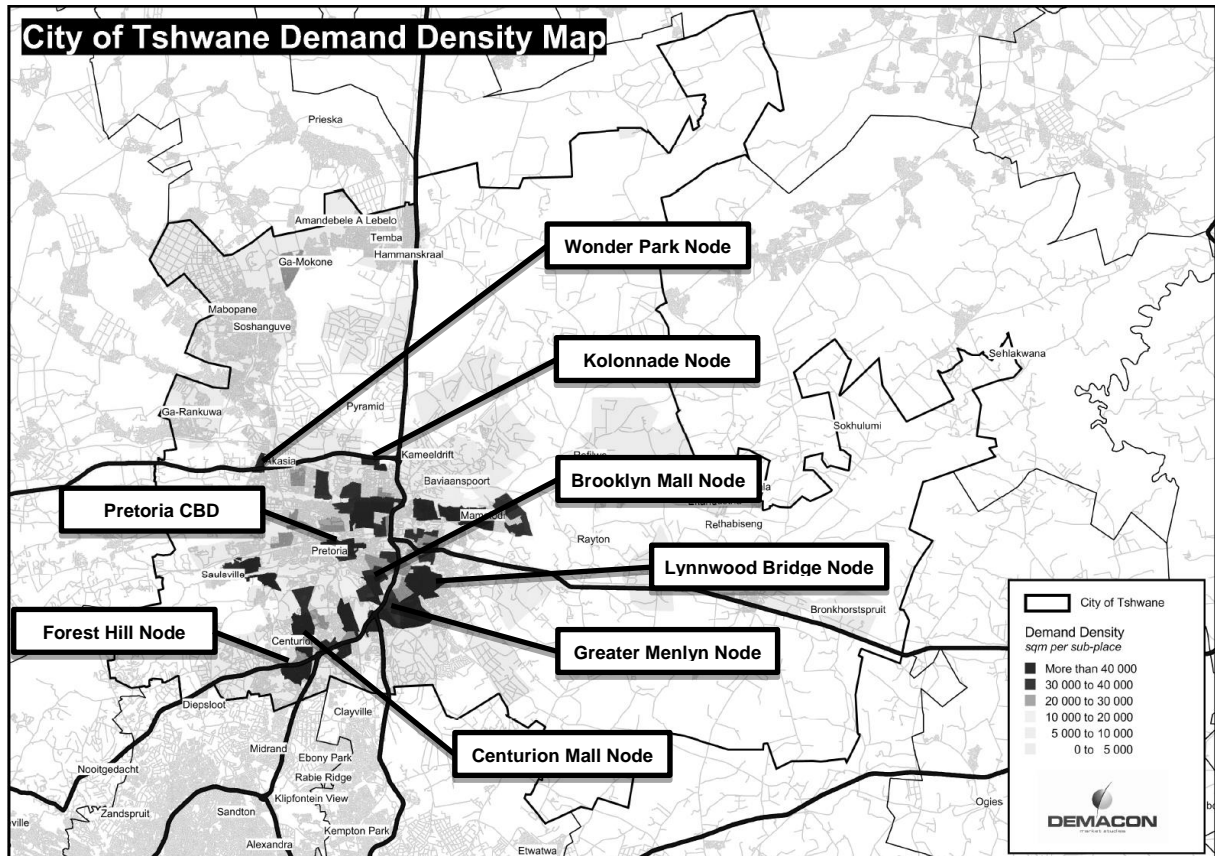 City of Tshwane Demand Density Map
Prieska
Amandebele A Lebelo
Temba
Hammanskraal
Ga-Mokone
Wonder Park Node
Mabopane
Soshanguve
Kolonnade Node
Sehlakwana
Ga-Rankuwa
Pyramid
Sokhulumi
Akasia
Kameeldrift
Baviaanspoort
Brooklyn Mall Node
Pretoria CBD
Rayton
Pretoria
Saulsville
Lynnwood Bridge Node
Bronkhorstspruit
Forest Hill Node
Greater Menlyn Node
Diepsloot
Clayville
Centurion Mall Node
Midrand
Ebony Park
Nooitgedacht
Rabie Ridge
Klipfontein View
Zandspruit
Sandton
Kempton Park
Alexandra
Etwatwa
Ogies
City of Tshwane
Demand Density
sqm per sub-place
More than 40 000
30 000 to 40 000
20 000 to 30 000
10 000 to 20 000
5 000 to 10 000
0 to 5 000
DEMACON
market studies